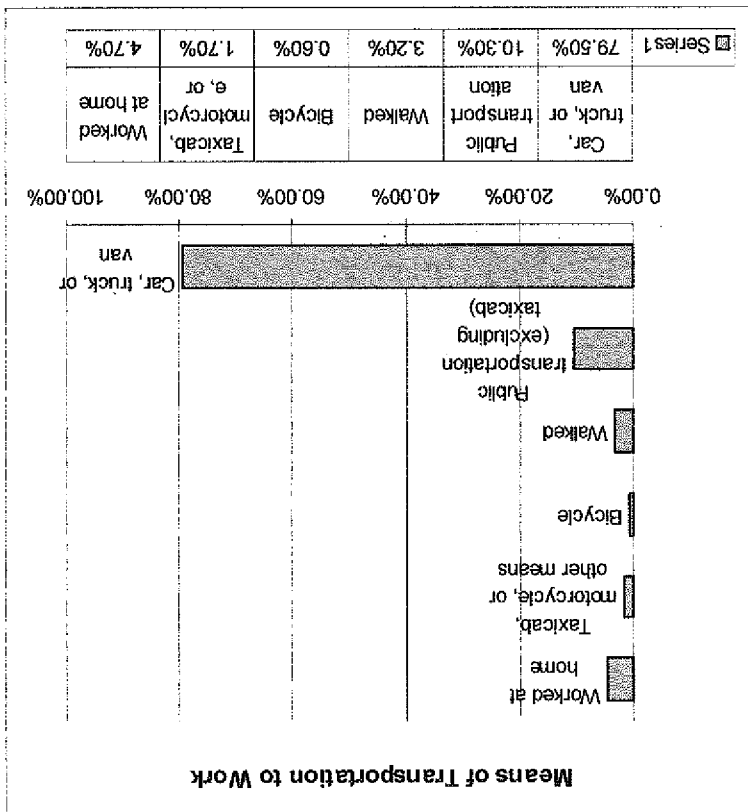 Means of Transportation to Work
Worked at
home
Taxicab,
motorcycle, or
other means
Bicycle
Walked
Public
transportation
(excluding
taxicab)
Car, truck, or
van
0.00% 20.00% 40.00% 60.00% 80.00% 100.00%
Car,
truck, or
van
Public
transport
ation
Walked
Bicycle
Taxicab,
motorcycl
e, or
Worked
at home
Series1 79.50% 10.30% 3.20% 0.60% 1.70% 4.70%